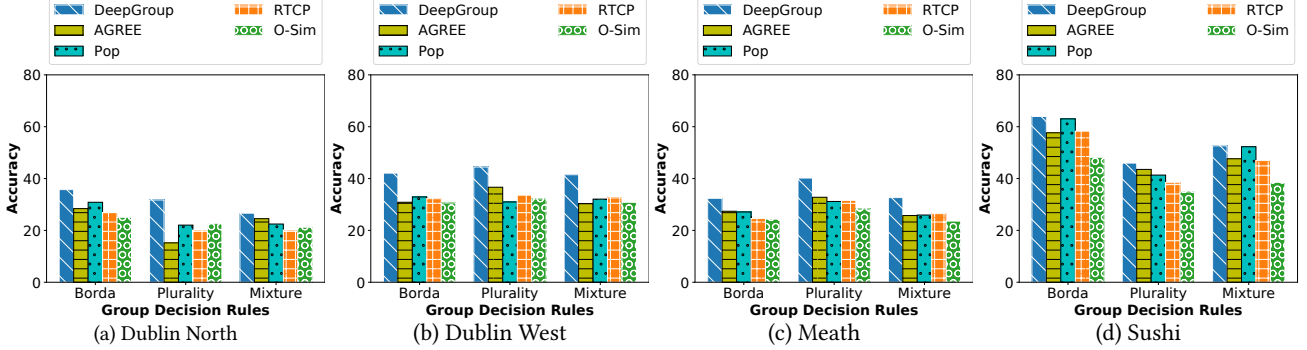 DeepGroup RTCP
AGREE O-Sim
Pop
80
60
40
20
0
Accuracy
Borda Plurality Mixture
Group Decision Rules
(a) Dublin North
DeepGroup RTCP
AGREE O-Sim
Pop
80
60
40
20
0
Accuracy
Borda Plurality Mixture
Group Decision Rules
(b) Dublin West
DeepGroup RTCP
AGREE O-Sim
Pop
80
60
40
20
0
Accuracy
Borda Plurality Mixture
Group Decision Rules
(c) Meath
DeepGroup RTCP
AGREE O-Sim
Pop
80
60
40
20
0
Accuracy
Borda Plurality Mixture
Group Decision Rules
(d) Sushi